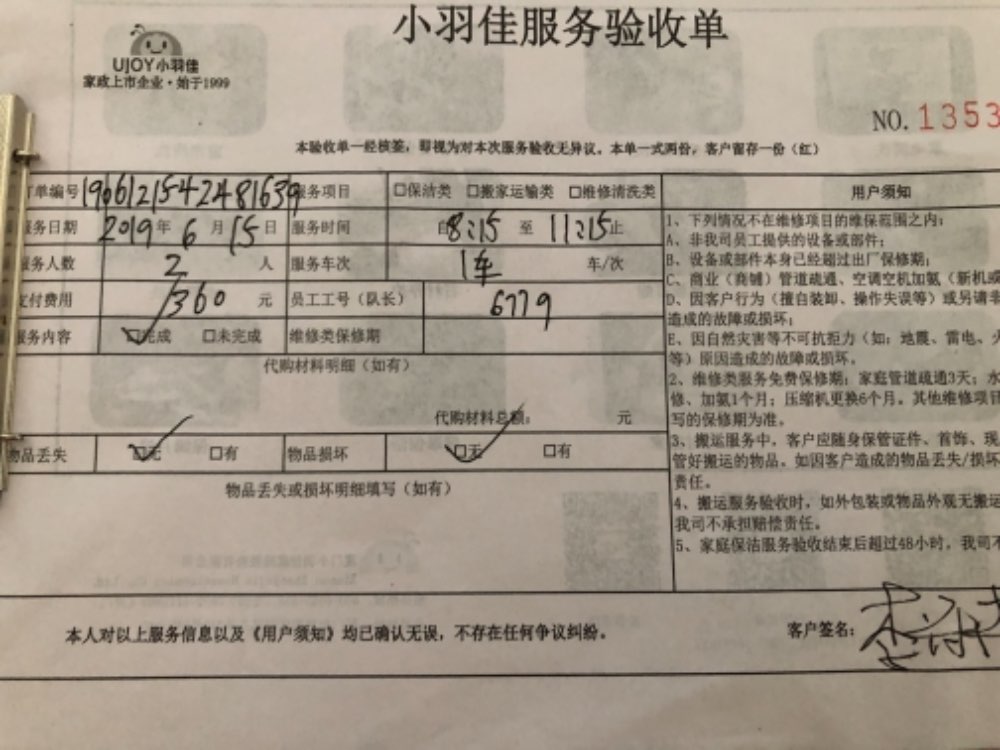 小羽佳服务验收单
UJOY小羽佳
家政上市企业·始于1999
NO. 1353
本验收单一经核签，即视为对本次服务验收无异议。本单一式两份，客户留存一份（红）
单编号 1906121542481639 服务项目 □保洁类 □搬家运输类 □维修清洗类
服务日期 2019年 6月 15日 服务时间 自8:15 至 11:15止
服务人数 2 人 服务车次 1车 车/次
支付费用 360 元 员工工号（队长） 6779
服务内容 □完成 □未完成 维修类保修期
代购材料明细（如有）
代购材料总额： 元
物品丢失 □无 □有 物品损坏 □无 □有
物品丢失或损坏明细填写（如有）
用户须知
1、下列情况不在维修项目的维保范围之内：
A、非我司员工提供的设备或部件；
B、设备或部件本身已经超过出厂保修期；
C、商业（商铺）管道疏通、空调空机加氨（新机或
D、因客户行为（擅自装卸、操作失误等）或另请非
造成的故障或损坏；
E、因自然灾害等不可抗拒力（如：地震、雷电、火
等）原因造成的故障或损坏。
2、维修类服务免费保修期：家庭管道疏通3天；水
修、加氨1个月；压缩机更换6个月。其他维修项目
写的保修期为准。
3、搬运服务中，客户应随身保管证件、首饰、现
管好搬运的物品。如因客户造成的物品丢失/损坏
责任。
4、搬运服务验收时，如外包装或物品外观无搬运
我司不承担赔偿责任。
5、家庭保洁服务验收结束后超过48小时，我司不
本人对以上服务信息以及《用户须知》均已确认无误，不存在任何争议纠纷。
客户签名：